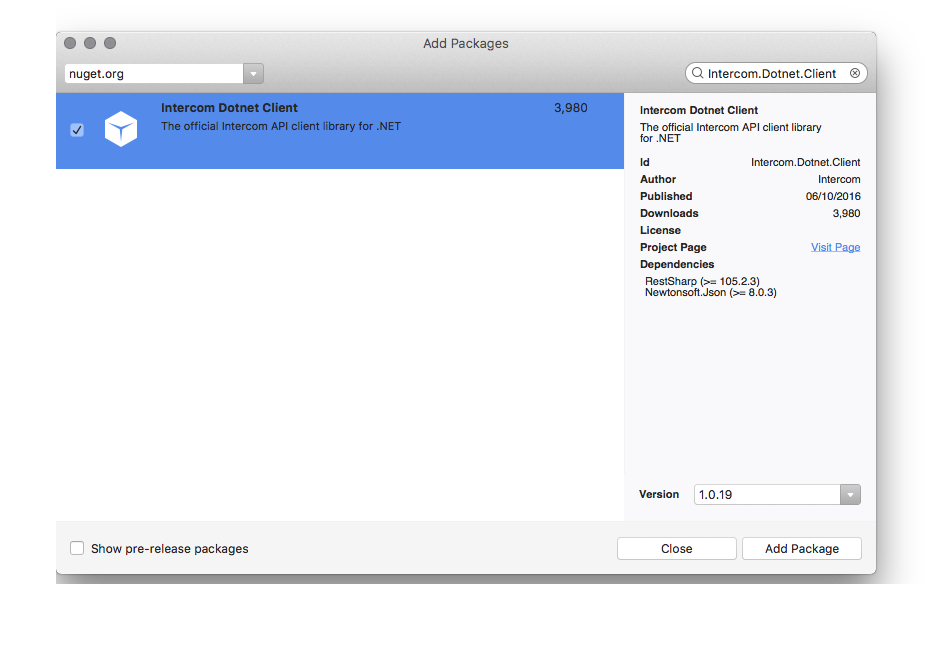 Add Packages
nuget.org
Intercom.Dotnet.Client
Intercom Dotnet Client
3,980
The official Intercom API client library for .NET
Intercom Dotnet Client
The official Intercom API client library
for .NET
Id
Intercom.Dotnet.Client
Author
Intercom
Published
06/10/2016
Downloads
3,980
License
Project Page
Visit Page
Dependencies
RestSharp (>= 105.2.3)
Newtonsoft.Json (>= 8.0.3)
Version
1.0.19
Show pre-release packages
Close
Add Package